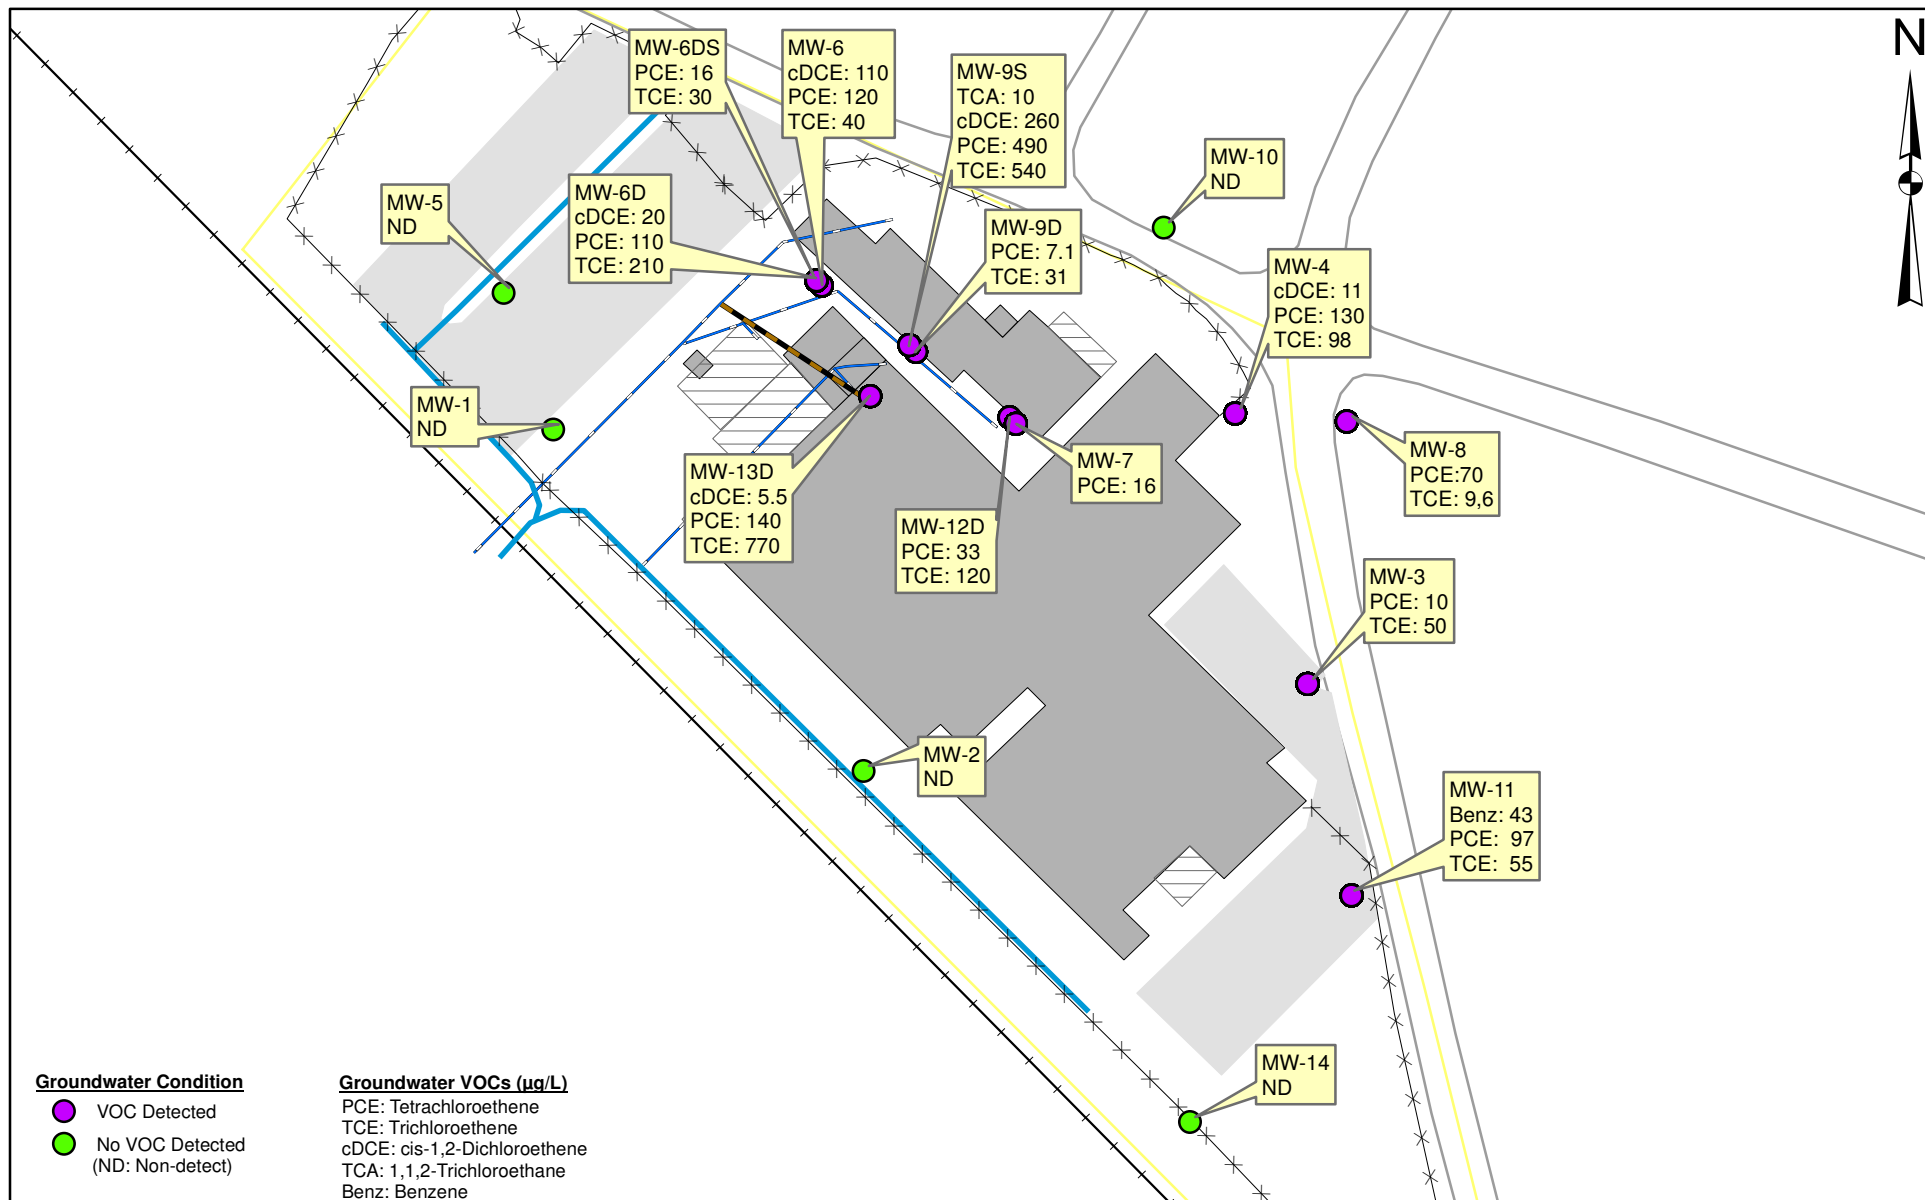 N
MW-6DS
PCE: 16
TCE: 30
MW-6
cDCE: 110
PCE: 120
TCE: 40
MW-9S
TCA: 10
cDCE: 260
PCE: 490
TCE: 540
MW-10
ND
MW-5
ND
MW-6D
cDCE: 20
PCE: 110
TCE: 210
MW-9D
PCE: 7.1
TCE: 31
MW-4
cDCE: 11
PCE: 130
TCE: 98
MW-1
ND
MW-13D
cDCE: 5.5
PCE: 140
TCE: 770
MW-7
PCE: 16
MW-8
PCE:70
TCE: 9,6
MW-12D
PCE: 33
TCE: 120
MW-3
PCE: 10
TCE: 50
MW-2
ND
MW-11
Benz: 43
PCE: 97
TCE: 55
MW-14
ND
Groundwater Condition
VOC Detected
No VOC Detected
(ND: Non-detect)
Groundwater VOCs (µg/L)
PCE: Tetrachloroethene
TCE: Trichloroethene
cDCE: cis-1,2-Dichloroethene
TCA: 1,1,2-Trichloroethane
Benz: Benzene